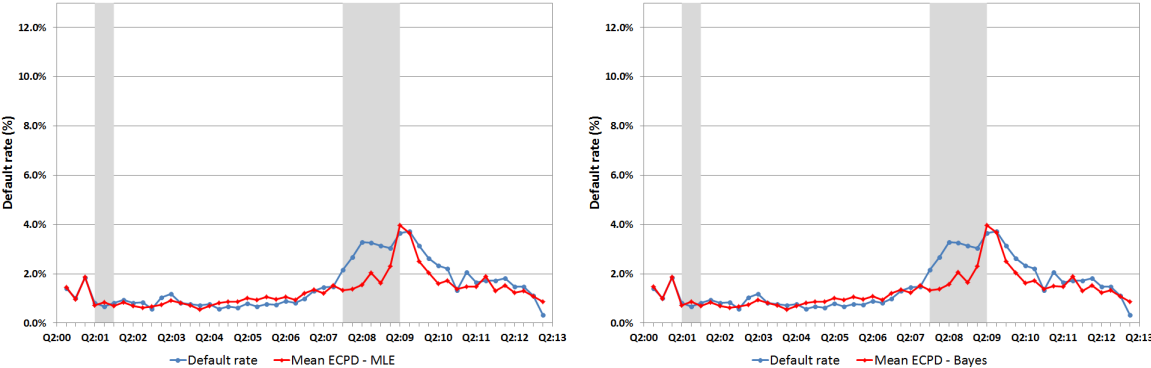 12.0%
10.0%
8.0%
6.0%
4.0%
2.0%
0.0%
Default rate (%)
Q2:00 Q2:01 Q2:02 Q2:03 Q2:04 Q2:05 Q2:06 Q2:07 Q2:08 Q2:09 Q2:10 Q2:11 Q2:12 Q2:13
Default rate Mean ECPD - MLE
12.0%
10.0%
8.0%
6.0%
4.0%
2.0%
0.0%
Default rate (%)
Q2:00 Q2:01 Q2:02 Q2:03 Q2:04 Q2:05 Q2:06 Q2:07 Q2:08 Q2:09 Q2:10 Q2:11 Q2:12 Q2:13
Default rate Mean ECPD - Bayes